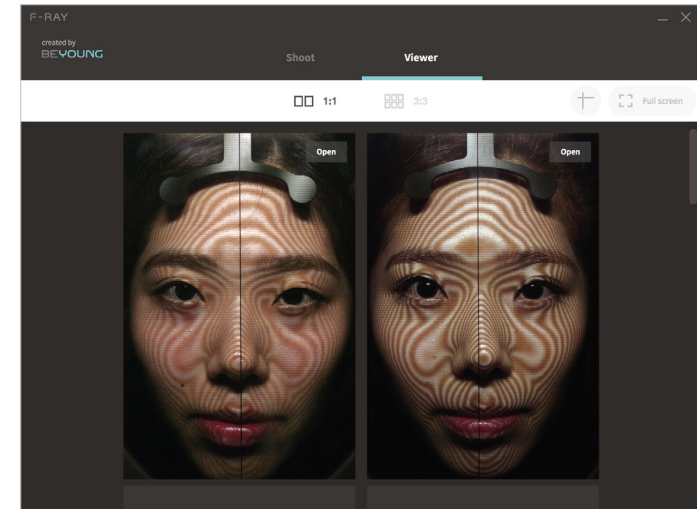 F-RAY
created by
BEYOUNG
Shoot
Viewer
1:1
3:3
Full screen
Open
Open